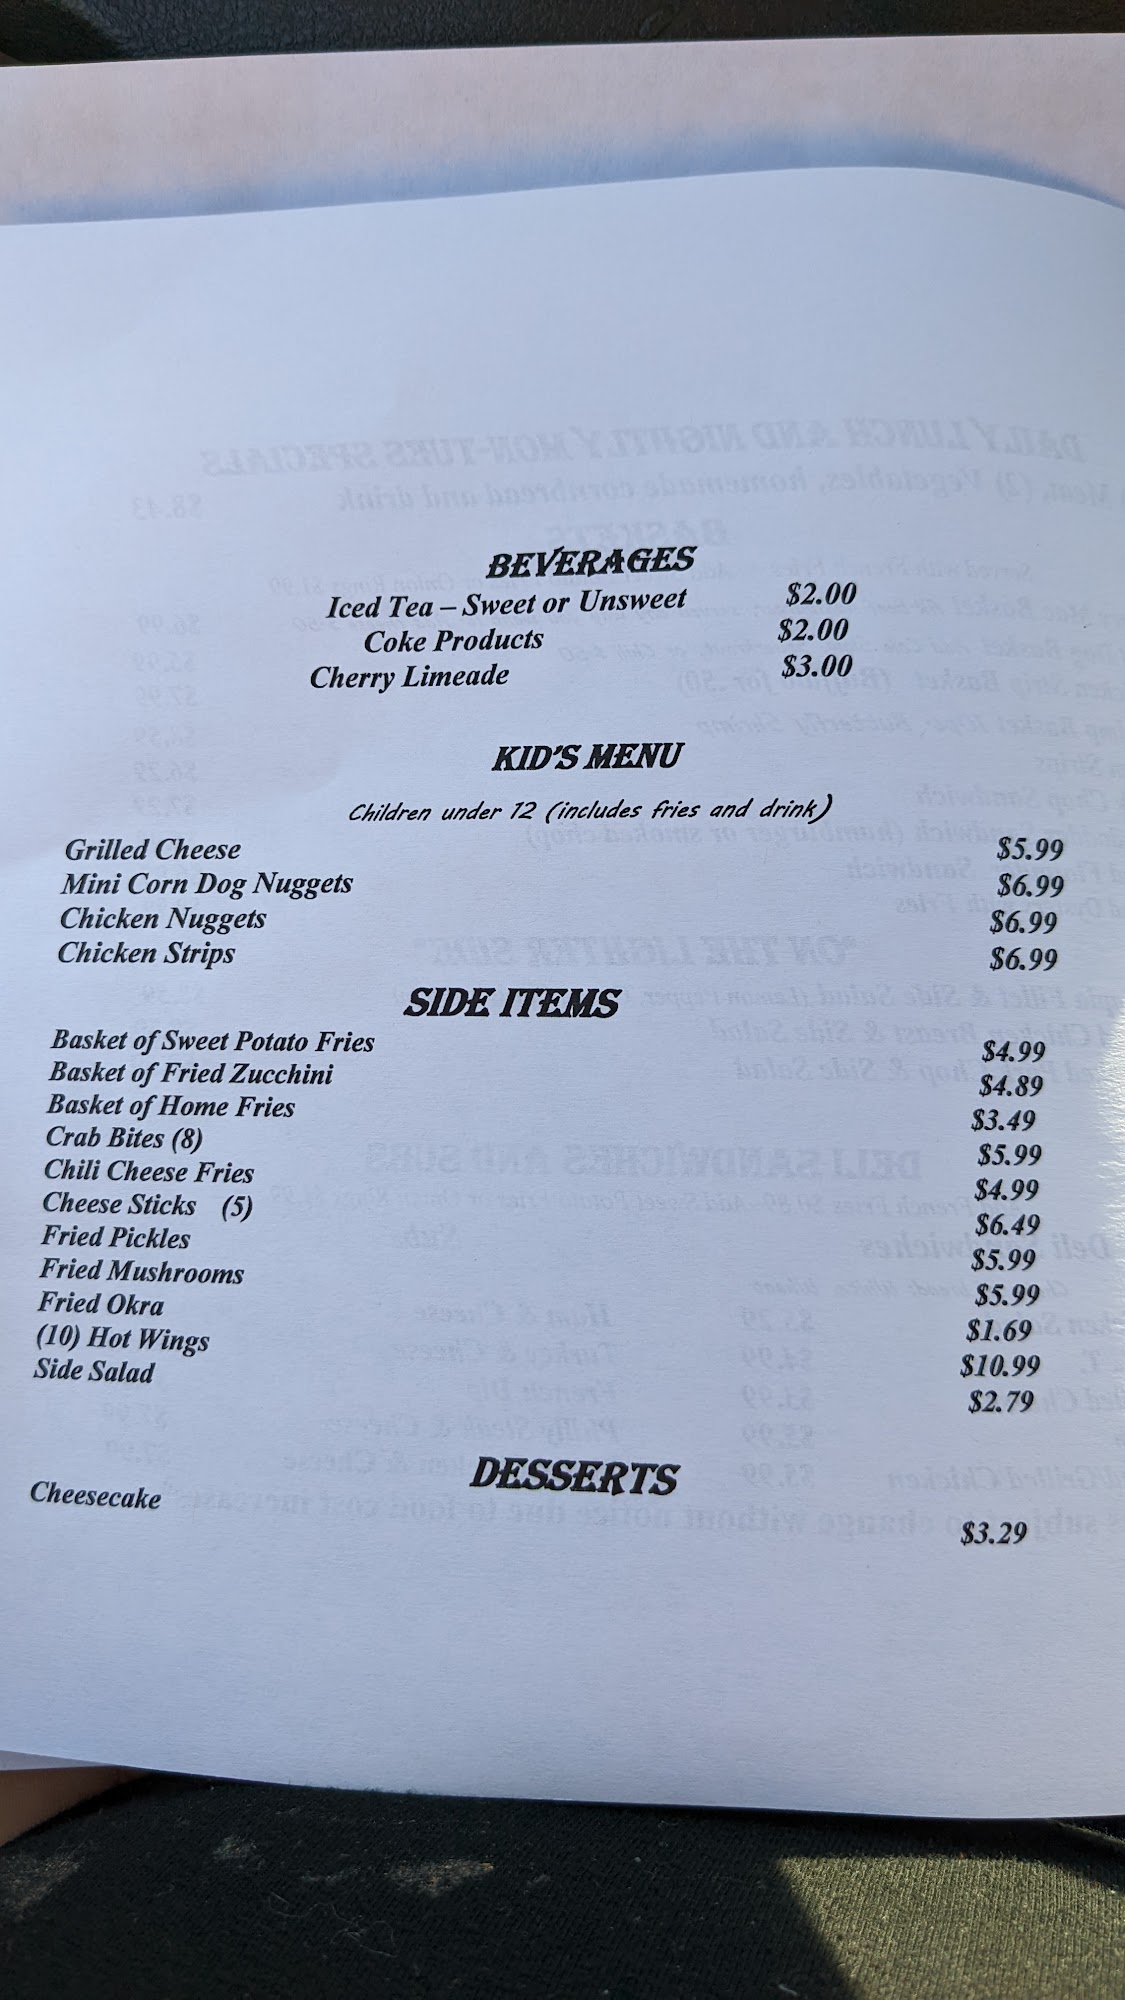 BEVERAGES
Iced Tea – Sweet or Unsweet $2.00
Coke Products $2.00
Cherry Limeade $3.00
KID'S MENU
Children under 12 (includes fries and drink)
Grilled Cheese $5.99
Mini Corn Dog Nuggets $6.99
Chicken Nuggets $6.99
Chicken Strips $6.99
SIDE ITEMS
Basket of Sweet Potato Fries $4.99
Basket of Fried Zucchini $4.89
Basket of Home Fries $3.49
Crab Bites (8) $5.99
Chili Cheese Fries $4.99
Cheese Sticks (5) $6.49
Fried Pickles $5.99
Fried Mushrooms $5.99
Fried Okra $1.69
(10) Hot Wings $10.99
Side Salad $2.79
DESSERTS
Cheesecake $3.29